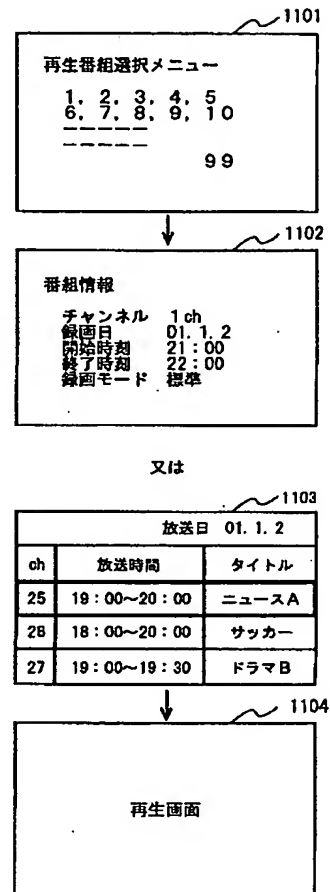 1101
再生番組選択メニュー
1, 2, 3, 4, 5
6, 7, 8, 9, 10
－－－－－
－－－－－
99
1102
番組情報
チャンネル 1ch
録画日 01. 1. 2
開始時刻 21：00
終了時刻 22：00
録画モード 標準
又は
1103
放送日 01. 1. 2
ch 放送時間 タイトル
25 19：00～20：00 ニュースA
26 18：00～20：00 サッカー
27 19：00～19：30 ドラマB
1104
再生画面